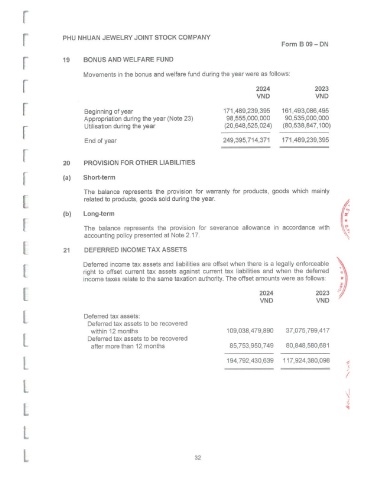 PHU NHUAN JEWELRY JOINT STOCK COMPANY
Form B 09 – DN
19 BONUS AND WELFARE FUND
Movements in the bonus and welfare fund during the year were as follows:
2024 2023
VND VND
Beginning of year 171,489,239,395 161,493,086,495
Appropriation during the year (Note 23) 98,555,000,000 90,535,000,000
Utilisation during the year (20,648,525,024) (80,538,847,100)
End of year 249,395,714,371 171,489,239,395
20 PROVISION FOR OTHER LIABILITIES
(a) Short-term
The balance represents the provision for warranty for products, goods which mainly
related to products, goods sold during the year.
(b) Long-term
The balance represents the provision for severance allowance in accordance with
accounting policy presented at Note 2.17.
21 DEFERRED INCOME TAX ASSETS
Deferred income tax assets and liabilities are offset when there is a legally enforceable
right to offset current tax assets against current tax liabilities and when the deferred
income taxes relate to the same taxation authority. The offset amounts were as follows:
2024 2023
VND VND
Deferred tax assets:
Deferred tax assets to be recovered
within 12 months 109,038,479,890 37,075,799,417
Deferred tax assets to be recovered
after more than 12 months 85,753,950,749 80,848,580,681
194,792,430,639 117,924,380,098
32